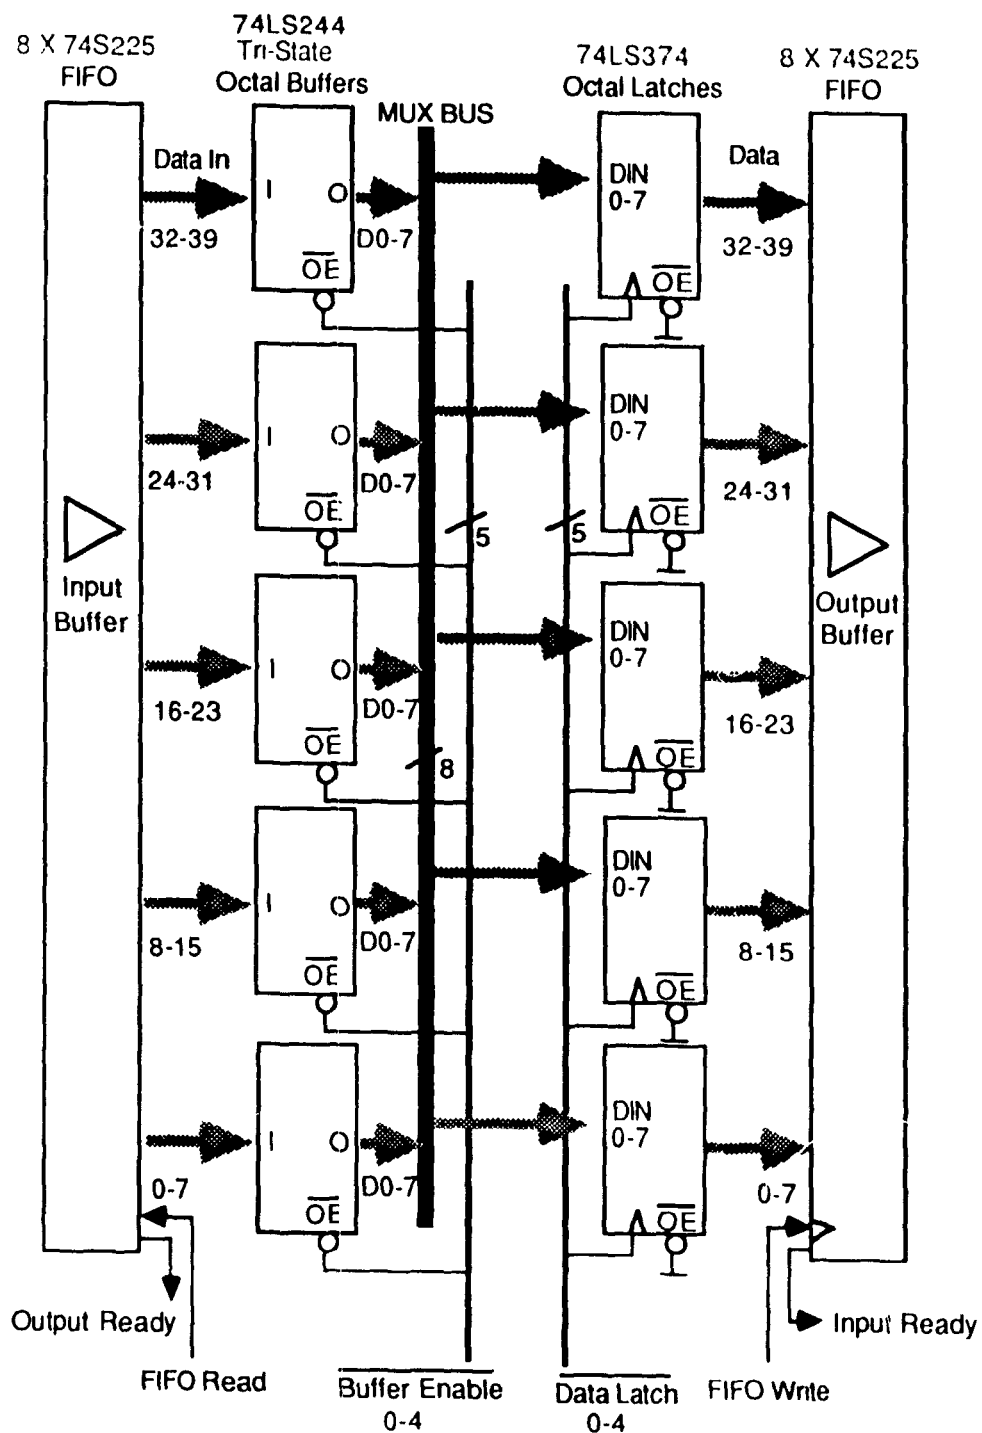 8 X 74S225
FIFO
74LS244
Tri-State
Octal Buffers
MUX BUS
74LS374
Octal Latches
8 X 74S225
FIFO
Data In
32-39
I
O
D0-7
OE
DIN
0-7
OE
Data
32-39
24-31
I
O
D0-7
OE
DIN
0-7
OE
24-31
5
5
Input
Buffer
Output
Buffer
16-23
I
O
D0-7
OE
DIN
0-7
OE
16-23
8
8-15
I
O
D0-7
OE
DIN
0-7
OE
8-15
0-7
I
O
D0-7
OE
DIN
0-7
OE
0-7
Output Ready
FIFO Read
Buffer Enable
0-4
Data Latch
0-4
FIFO Write
Input Ready